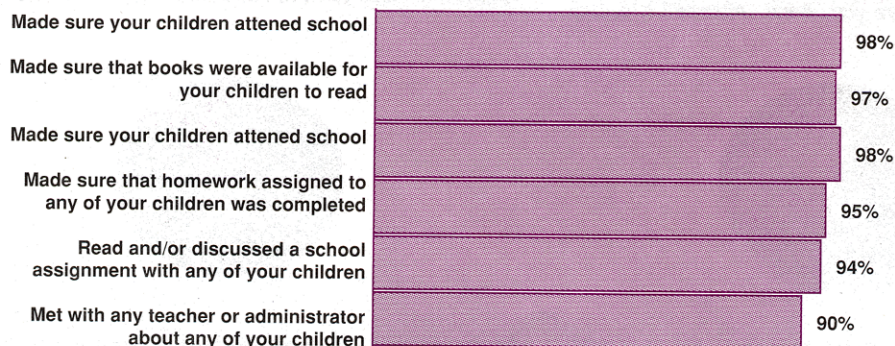 Made sure your children attened school
98%
Made sure that books were available for
your children to read
97%
Made sure your children attened school
98%
Made sure that homework assigned to
any of your children was completed
95%
Read and/or discussed a school
assignment with any of your children
94%
Met with any teacher or administrator
about any of your children
90%